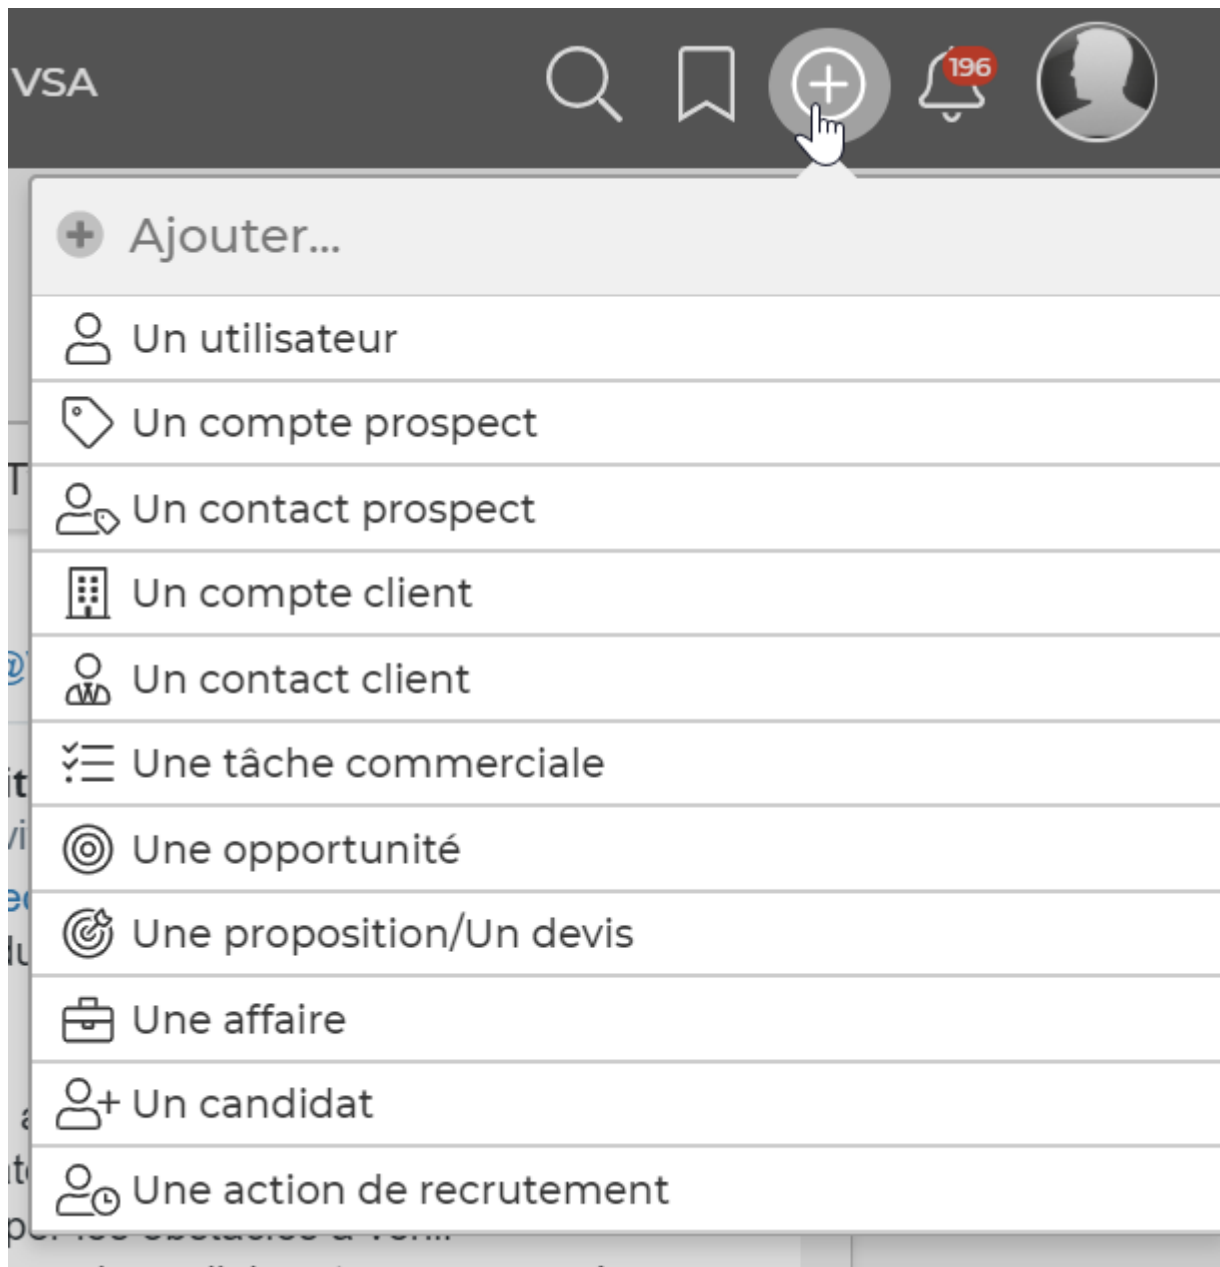 VSA
196
Ajouter...
Un utilisateur
Un compte prospect
Un contact prospect
Un compte client
Un contact client
Une tâche commerciale
Une opportunité
Une proposition/Un devis
Une affaire
Un candidat
Une action de recrutement